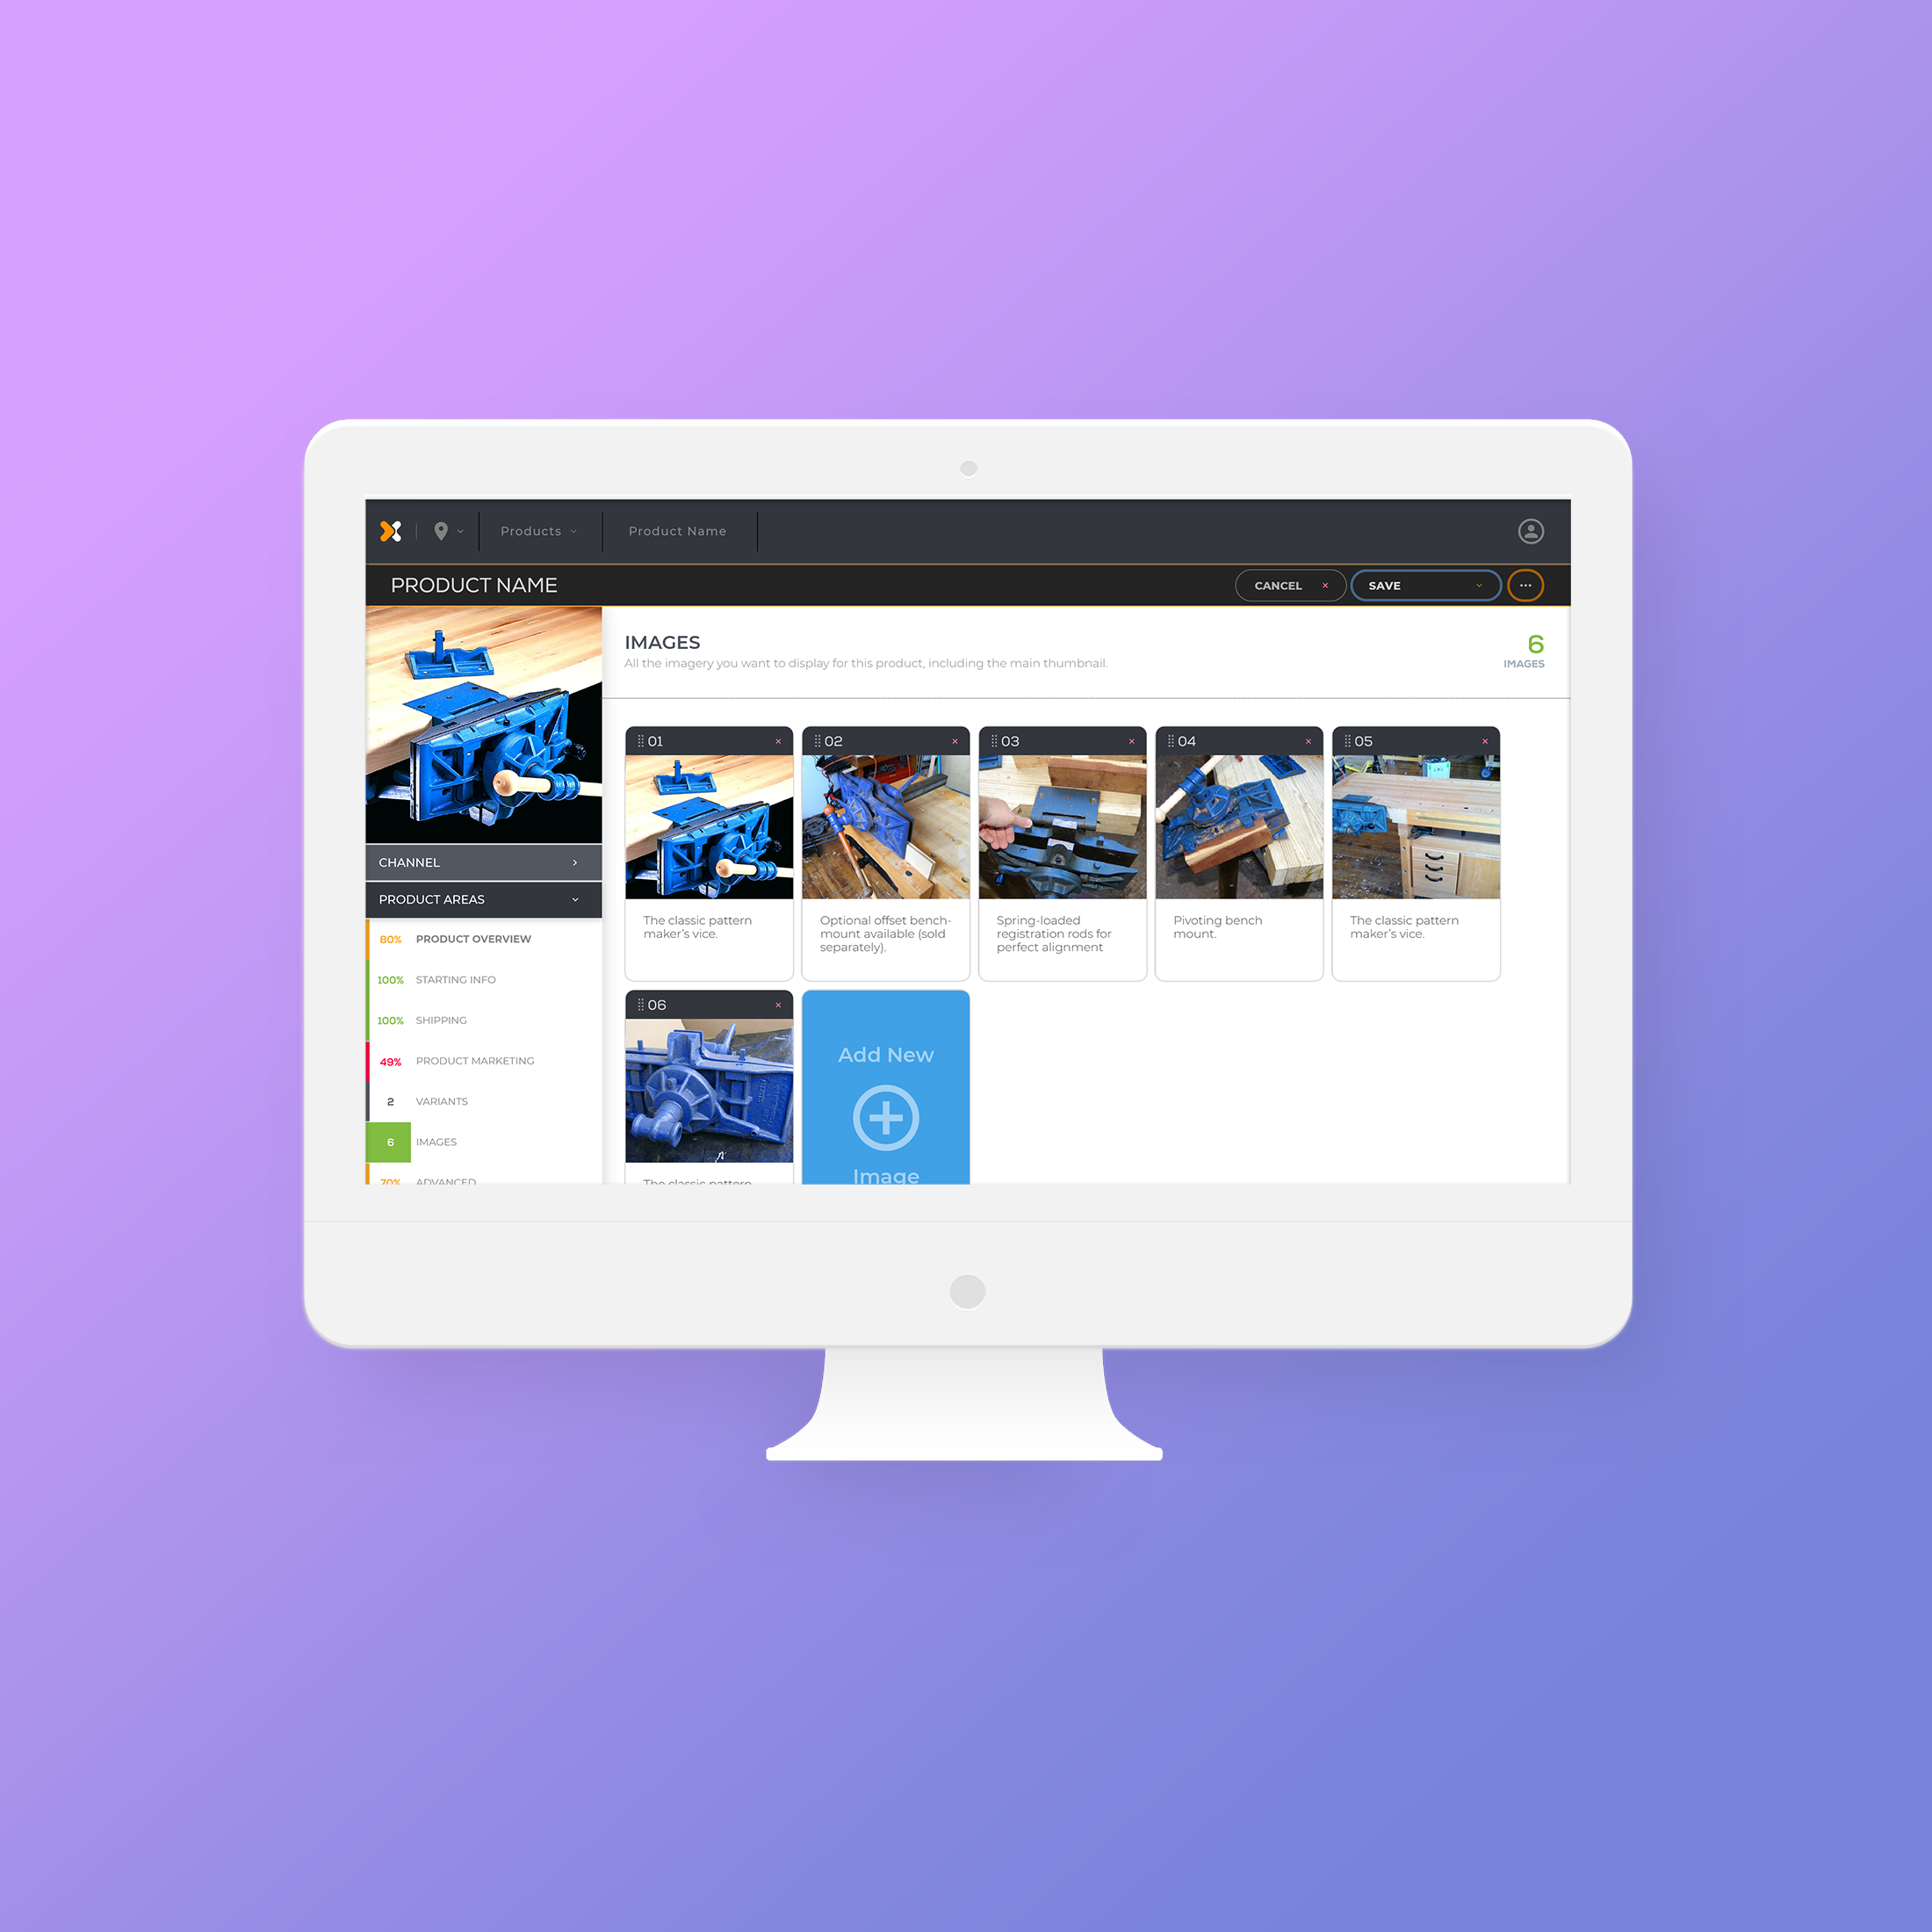 Products
Product Name
PRODUCT NAME
CANCEL
SAVE
IMAGES
All the imagery you want to display for this product, including the main thumbnail.
6
IMAGES
CHANNEL
PRODUCT AREAS
80% PRODUCT OVERVIEW
100% STARTING INFO
100% SHIPPING
49% PRODUCT MARKETING
2 VARIANTS
6 IMAGES
70% ADVANCED
01
The classic pattern
maker’s vice.
02
Optional offset bench-
mount available (sold
separately).
03
Spring-loaded
registration rods for
perfect alignment
04
Pivoting bench
mount.
05
The classic pattern
maker’s vice.
06
The classic pattern
Add New
Image